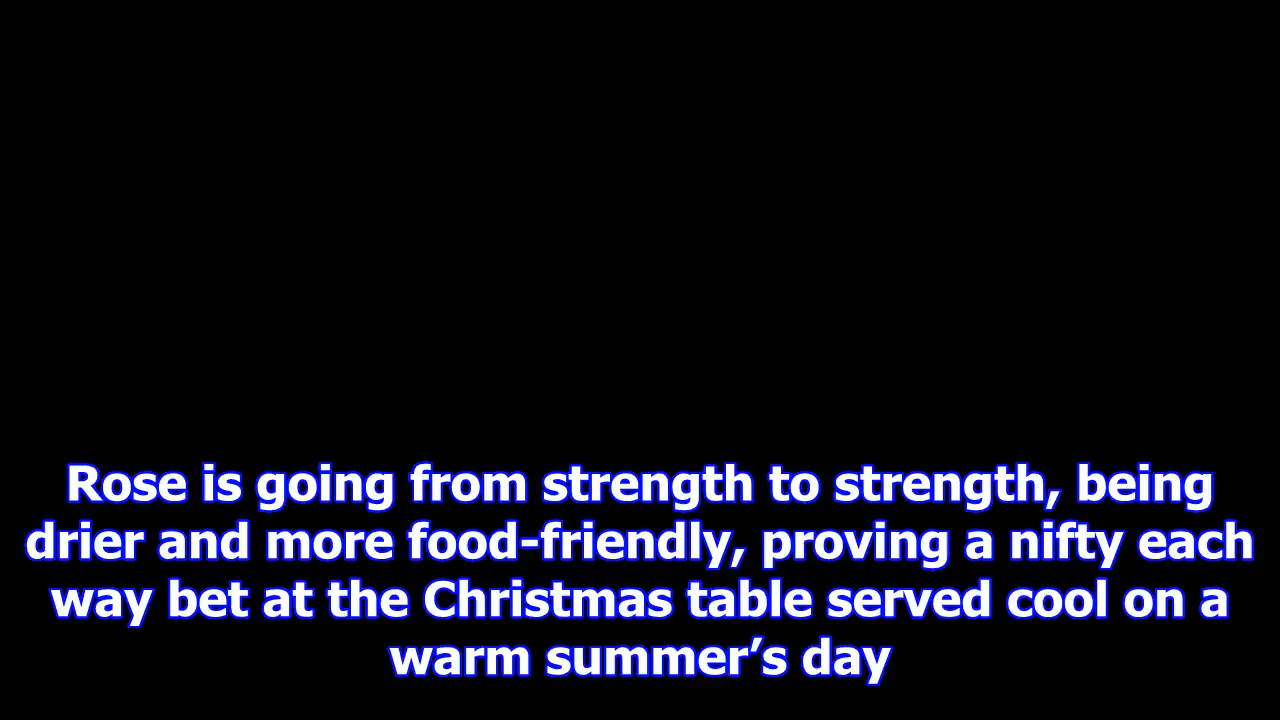 Rose is going from strength to strength, being
drier and more food-friendly, proving a nifty each
way bet at the Christmas table served cool on a
warm summer’s day